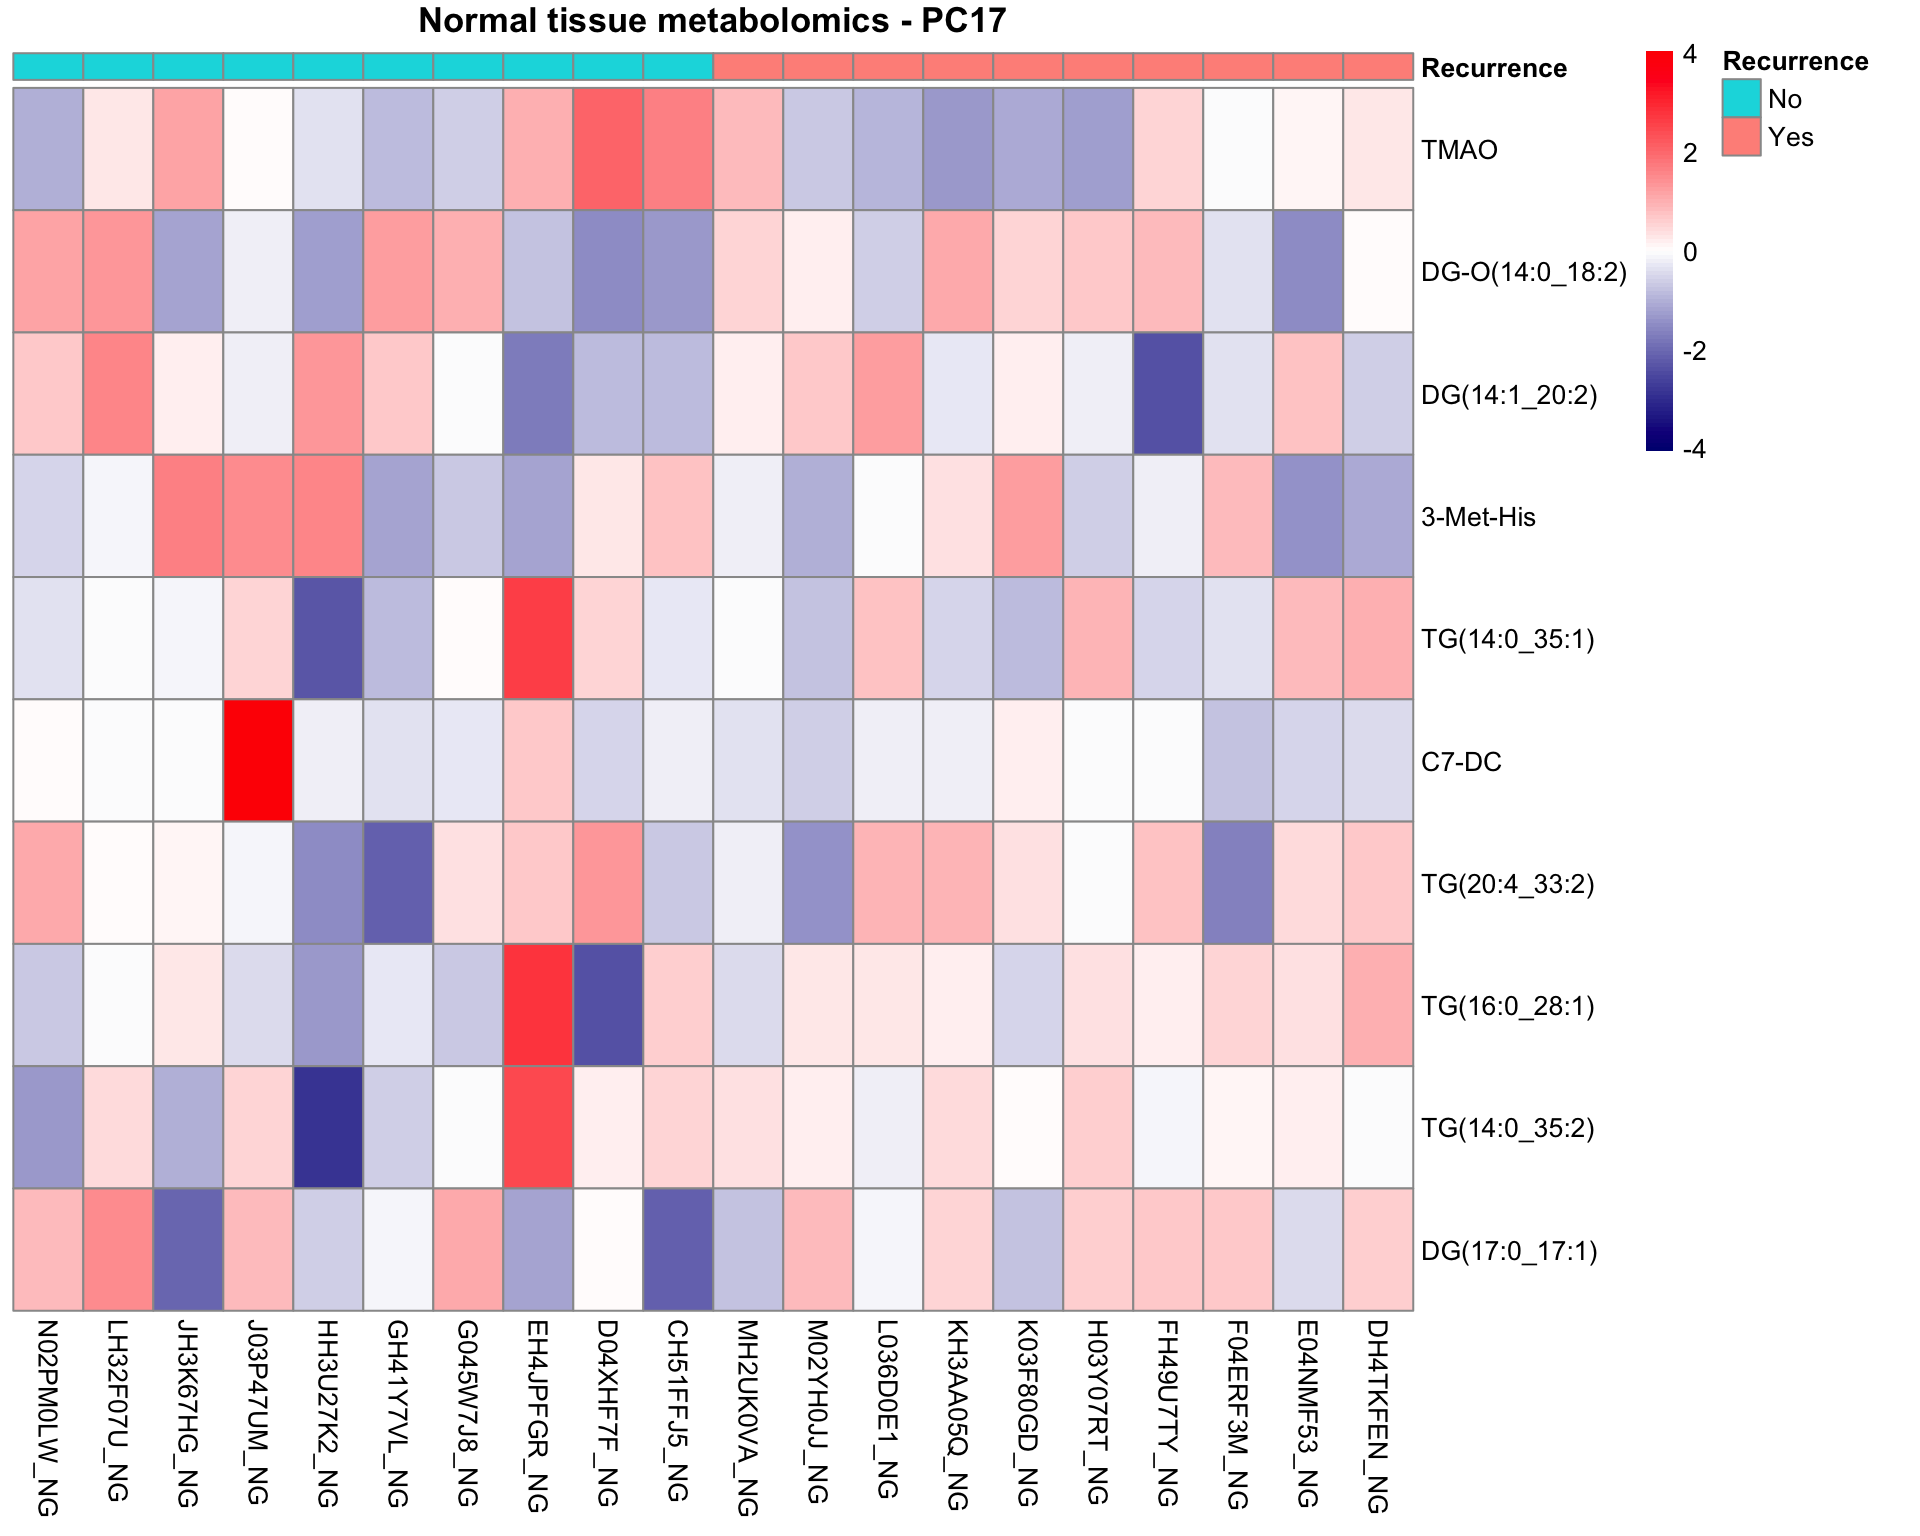 Normal tissue metabolomics - PC17
Recurrence
TMAO
DG-O(14:0_18:2)
DG(14:1_20:2)
3-Met-His
TG(14:0_35:1)
C7-DC
TG(20:4_33:2)
TG(16:0_28:1)
TG(14:0_35:2)
DG(17:0_17:1)
4
2
0
-2
-4
Recurrence
No
Yes
N02PM0LW_NG
LH32F07U_NG
JH3K67HG_NG
J03P47UM_NG
HH3U27K2_NG
GH41Y7VL_NG
G045W7J8_NG
EH4JPFGR_NG
D04XHF7F_NG
CH51FFJ5_NG
MH2UK0VA_NG
M02YH0JJ_NG
L036D0E1_NG
KH3AA05Q_NG
K03F80GD_NG
H03Y07RT_NG
FH49U7TY_NG
F04ERF3M_NG
E04NMF53_NG
DH4TKFEN_NG